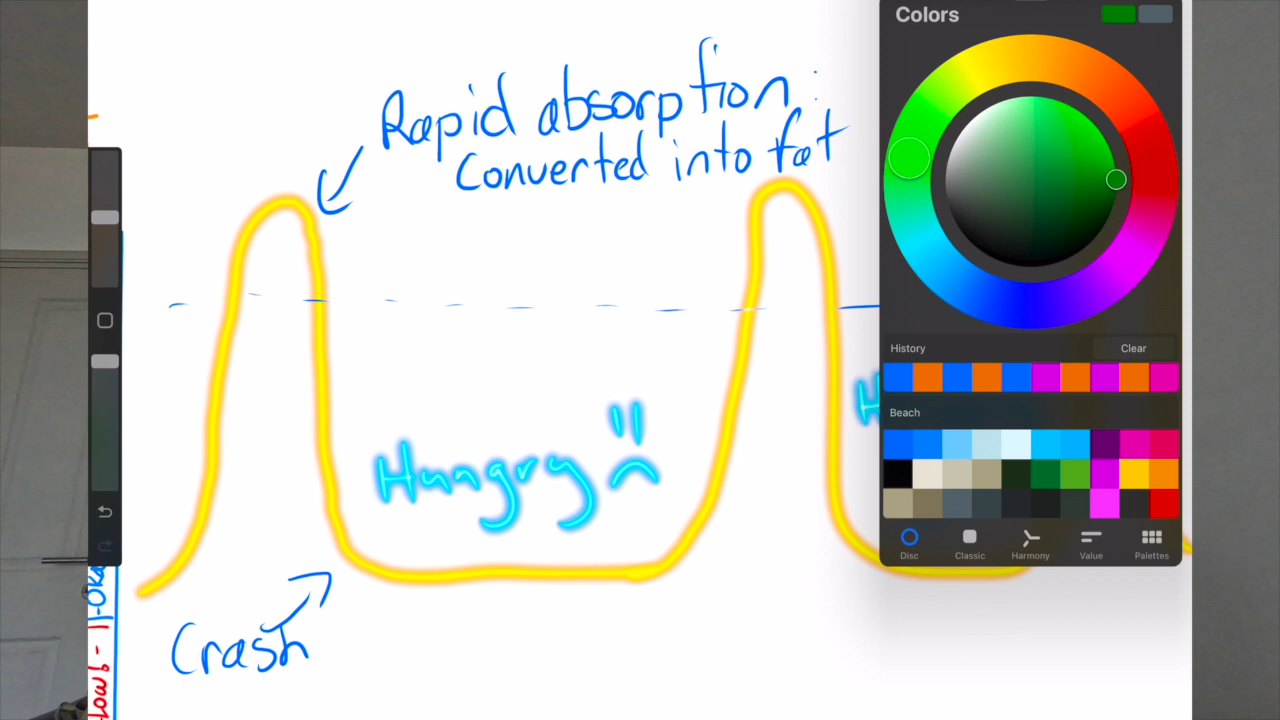 Colors
Rapid absorption :
Converted into fat
History
Clear
Beach
Hungry
H
Disc
Classic
Harmony
Value
Palettes
Crash